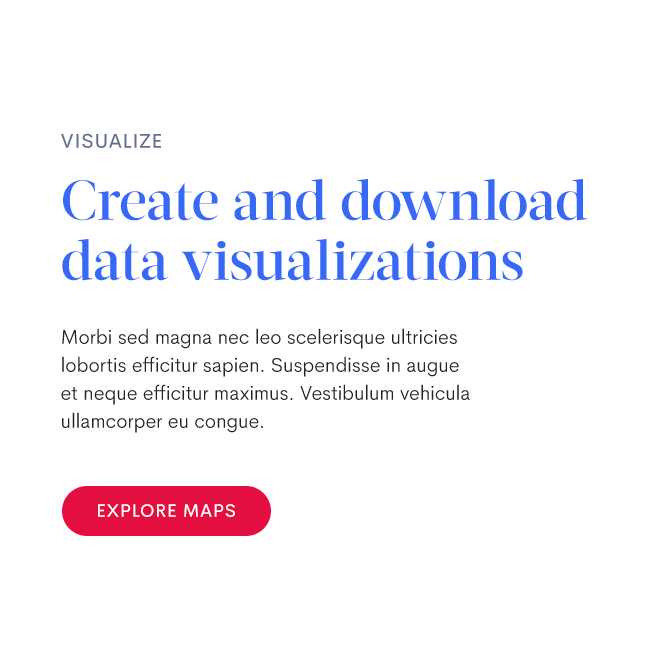 VISUALIZE
Create and download
data visualizations
Morbi sed magna nec leo scelerisque ultricies
lobortis efficitur sapien. Suspendisse in augue
et neque efficitur maximus. Vestibulum vehicula
ullamcorper eu congue.
EXPLORE MAPS